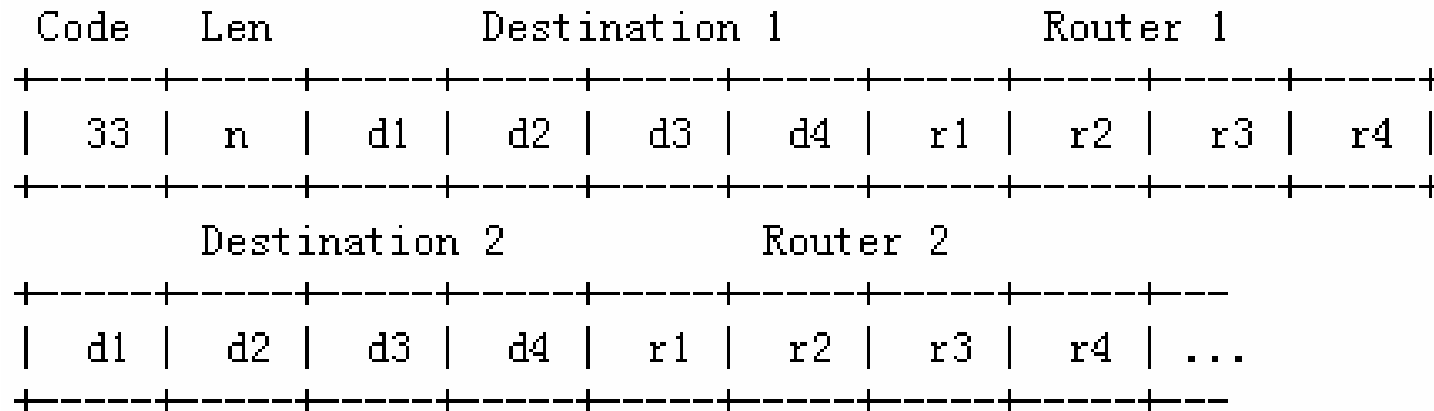 Code Len Destination 1 Router 1
+-----+-----+-----+-----+-----+-----+-----+-----+-----+-----+
| 33 | n | d1 | d2 | d3 | d4 | r1 | r2 | r3 | r4 |
+-----+-----+-----+-----+-----+-----+-----+-----+-----+-----+
Destination 2 Router 2
+-----+-----+-----+-----+-----+-----+-----+-----+---
| d1 | d2 | d3 | d4 | r1 | r2 | r3 | r4 | ...
+-----+-----+-----+-----+-----+-----+-----+-----+---